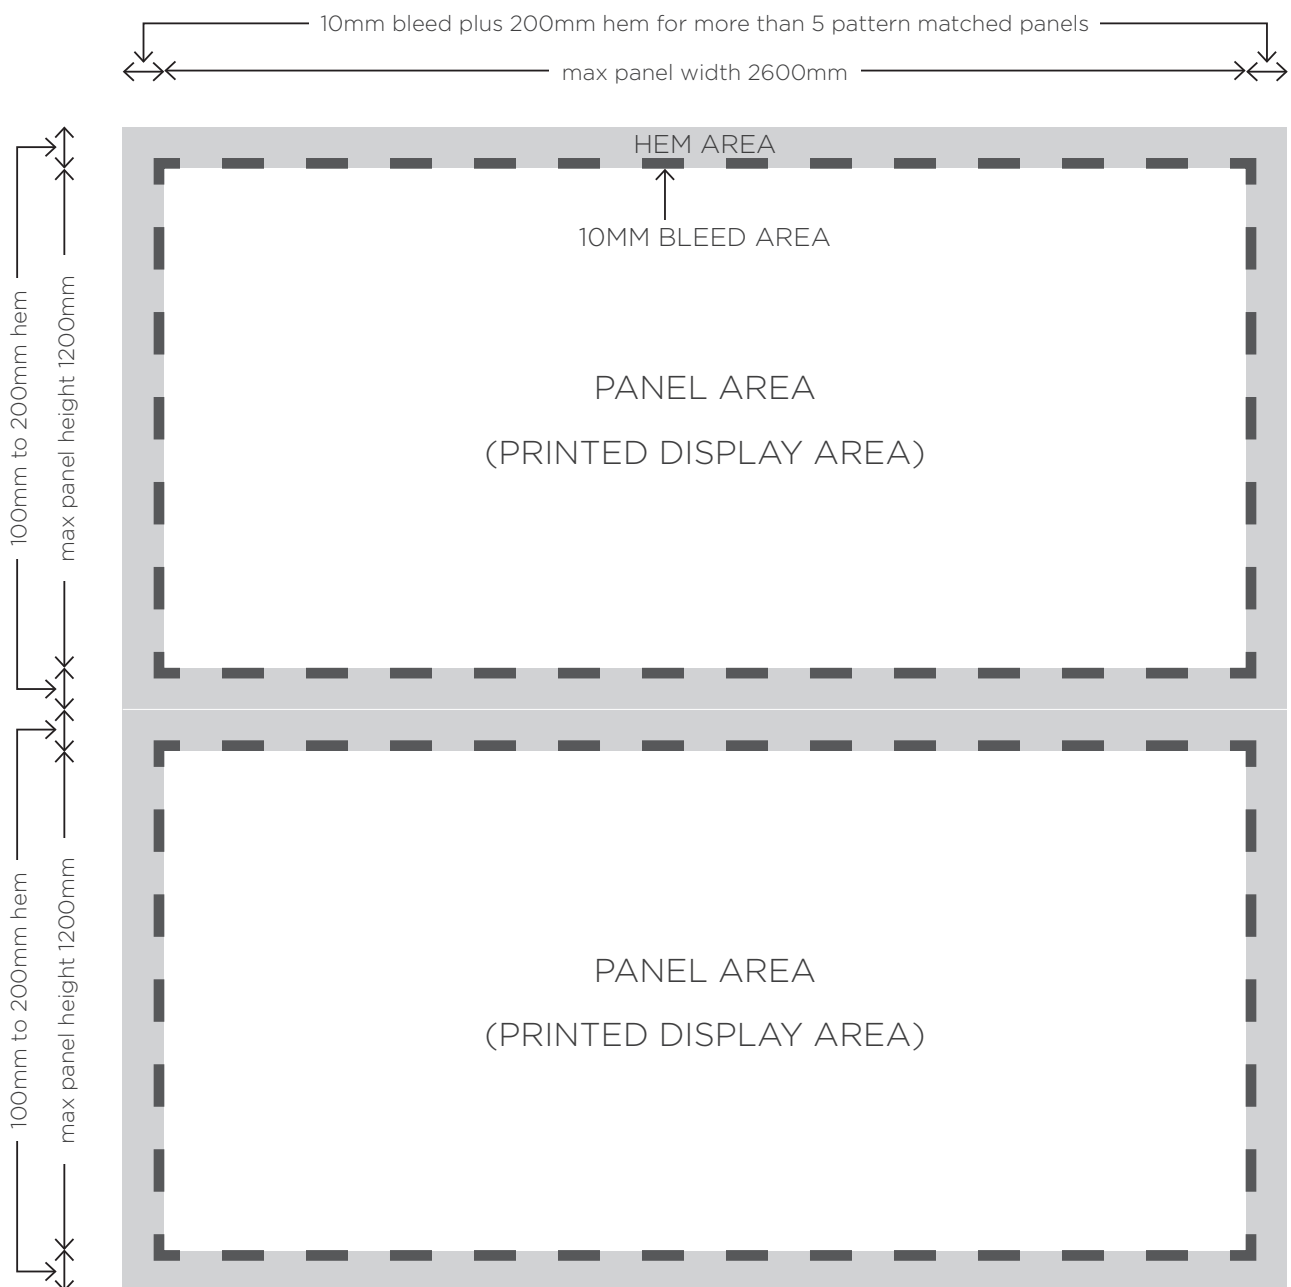 10mm bleed plus 200mm hem for more than 5 pattern matched panels
max panel width 2600mm
HEM AREA
10MM BLEED AREA
100mm to 200mm hem
max panel height 1200mm
PANEL AREA
(PRINTED DISPLAY AREA)
100mm to 200mm hem
max panel height 1200mm
PANEL AREA
(PRINTED DISPLAY AREA)